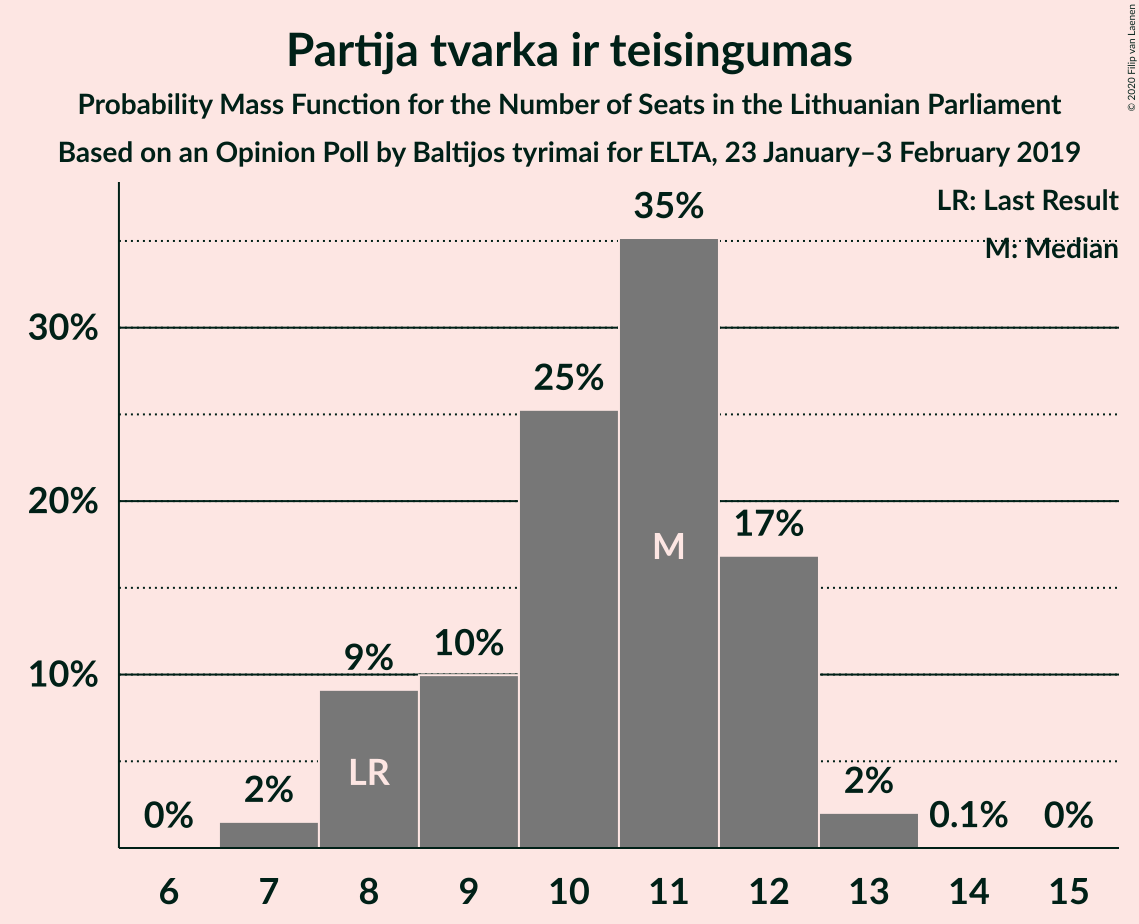 Partija tvarka ir teisingumas
Probability Mass Function for the Number of Seats in the Lithuanian Parliament
Based on an Opinion Poll by Baltijos tyrimai for ELTA, 23 January–3 February 2019
© 2020 Filip van Laenen
LR: Last Result
M: Median
35%
30%
25%
20%
17%
M
10%
9%
10%
LR
2%
2%
0%
0.1%
0%
6 7 8 9 10 11 12 13 14 15